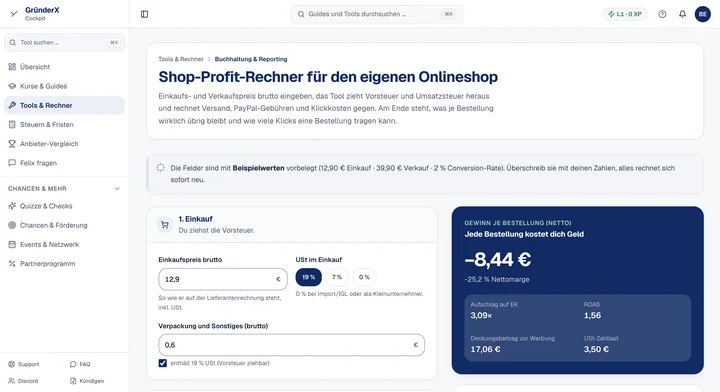 GründerX
Cockpit
Guides und Tools durchsuchen ...
⌘K
L1 · 0 XP
BE
Tool suchen ...
⌘K
Übersicht
Kurse & Guides
Tools & Rechner
Steuern & Fristen
Anbieter-Vergleich
Felix fragen
CHANCEN & MEHR
Quizze & Checks
Chancen & Förderung
Events & Netzwerk
Partnerprogramm
Support
FAQ
Discord
Kündigen
Tools & Rechner > Buchhaltung & Reporting
Shop-Profit-Rechner für den eigenen Onlineshop
Einkaufs- und Verkaufspreis brutto eingeben, das Tool zieht Vorsteuer und Umsatzsteuer heraus
und rechnet Versand, PayPal-Gebühren und Klickkosten gegen. Am Ende steht, was je Bestellung
wirklich übrig bleibt und wie viele Klicks eine Bestellung tragen kann.
Die Felder sind mit Beispielwerten vorbelegt (12,90 € Einkauf · 39,90 € Verkauf · 2 % Conversion-Rate). Überschreib sie mit deinen Zahlen, alles rechnet sich
sofort neu.
1. Einkauf
Du ziehst die Vorsteuer.
Einkaufspreis brutto
12,9
€
So wie er auf der Lieferantenrechnung steht,
inkl. USt.
USt im Einkauf
19 %
7 %
0 %
0 % bei Import/IGL oder als Kleinunternehmer.
Verpackung und Sonstiges (brutto)
0,6
€
enthält 19 % USt (Vorsteuer ziehbar)
GEWINN JE BESTELLUNG (NETTO)
Jede Bestellung kostet dich Geld
−8,44 €
-25,2 % Nettomarge
Aufschlag auf EK
3,09×
ROAS
1,56
Deckungsbeitrag vor Werbung
17,06 €
USt-Zahllast
3,50 €